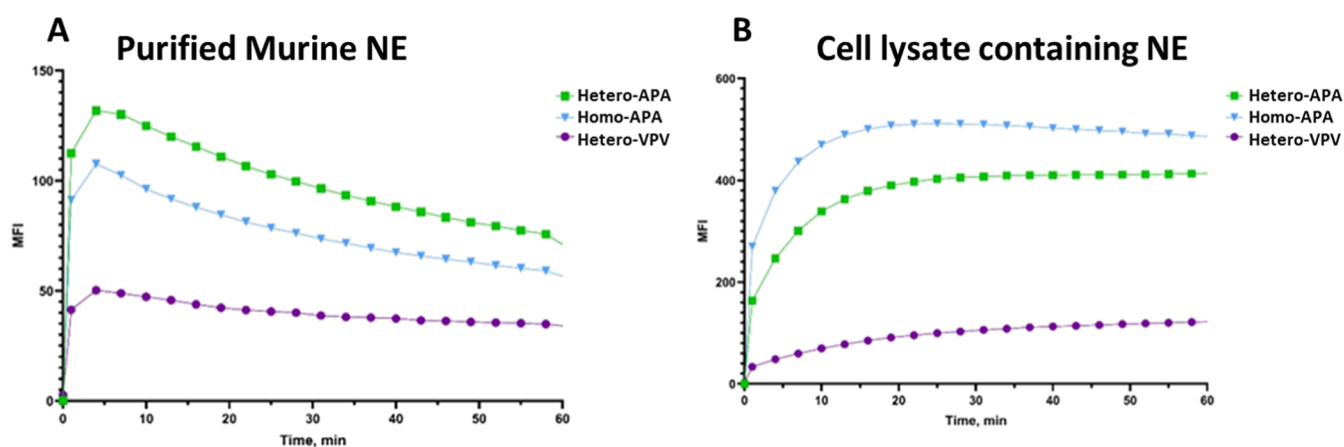 A
Purified Murine NE
150
100
50
0
MFI
0
10
20
30
40
50
60
Time, min
Hetero-APA
Homo-APA
Hetero-VPV
B
Cell lysate containing NE
600
400
200
0
MFI
0
10
20
30
40
50
60
Time, min
Hetero-APA
Homo-APA
Hetero-VPV